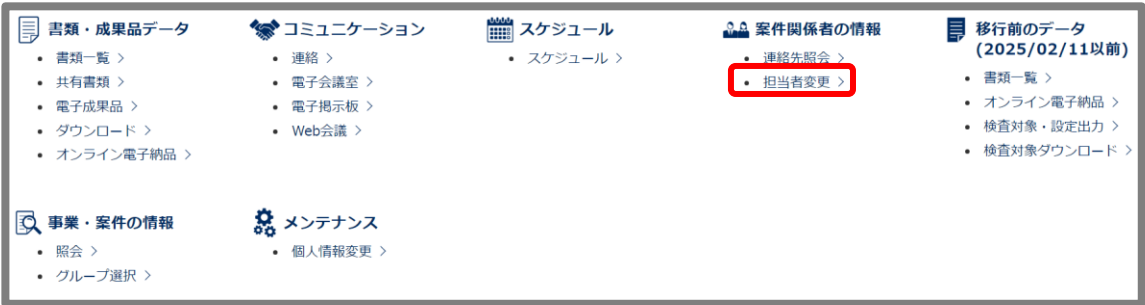 書類・成果品データ
書類一覧 >
共有書類 >
電子成果品 >
ダウンロード >
オンライン電子納品 >
コミュニケーション
連絡 >
電子会議室 >
電子掲示板 >
Web会議 >
スケジュール
スケジュール >
案件関係者の情報
連絡先照会 >
担当者変更 >
移行前のデータ
(2025/02/11以前)
書類一覧 >
オンライン電子納品 >
検査対象・設定出力 >
検査対象ダウンロード >
事業・案件の情報
照会 >
グループ選択 >
メンテナンス
個人情報変更 >